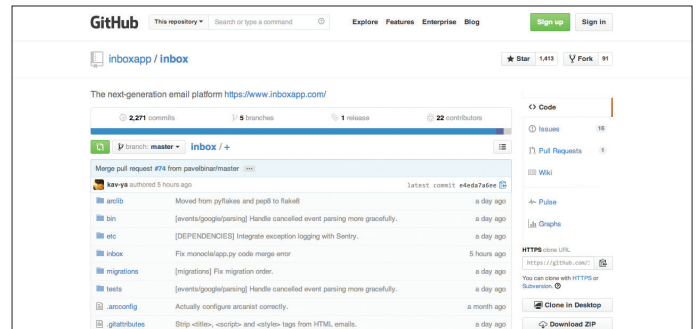 GitHub This repository Search or type a command Explore Features Enterprise Blog Sign up Sign in
inboxapp / inbox Star 1,413 Fork 91
The next-generation email platform https://www.inboxapp.com/
2,271 commits 5 branches 1 release 22 contributors
branch: master inbox / +
Merge pull request #74 from pavelbinar/master ...
kav-ya authored 5 hours ago latest commit e4eda7a6ee
arclib Moved from pyflakes and pep8 to flake8 a day ago
bin [events/google/parsing] Handle cancelled event parsing more gracefully. a day ago
etc [DEPENDENCIES] Integrate exception logging with Sentry. a day ago
inbox Fix monocle/app.py code merge error 5 hours ago
migrations [migrations] Fix migration order. a day ago
tests [events/google/parsing] Handle cancelled event parsing more gracefully. a day ago
.arcconfig Actually configure arcanist correctly. a month ago
.gitattributes Strip <title>, <script> and <style> tags from HTML emails. a day ago
Code
Issues 16
Pull Requests 1
Wiki
Pulse
Graphs
HTTPS clone URL
https://github.com/
You can clone with HTTPS or
Subversion.
Clone in Desktop
Download ZIP